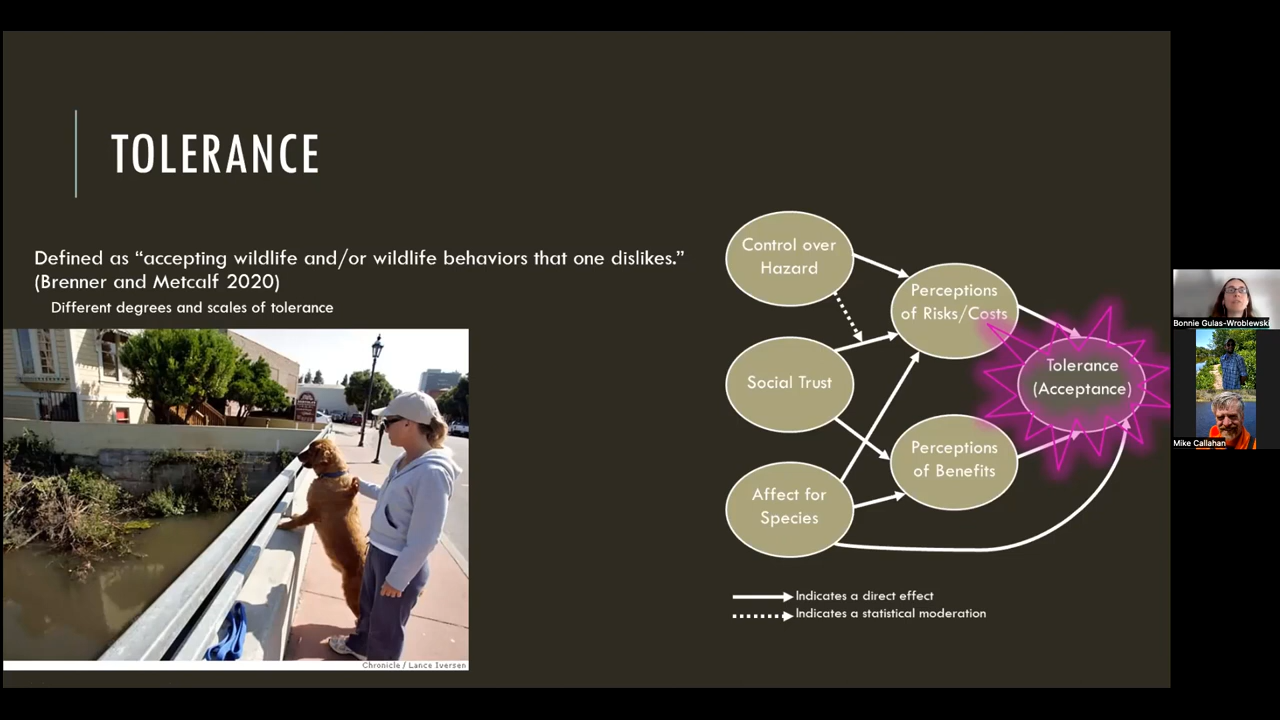 TOLERANCE
Defined as “accepting wildlife and/or wildlife behaviors that one dislikes.”
(Brenner and Metcalf 2020)
Different degrees and scales of tolerance
Chronicle / Lance Iversen
Control over
Hazard
Social Trust
Affect for
Species
Perceptions
of Risks/Costs
Perceptions
of Benefits
Tolerance
(Acceptance)
Indicates a direct effect
Indicates a statistical moderation
Bonnie Gulas-Wroblewski
Mike Callahan